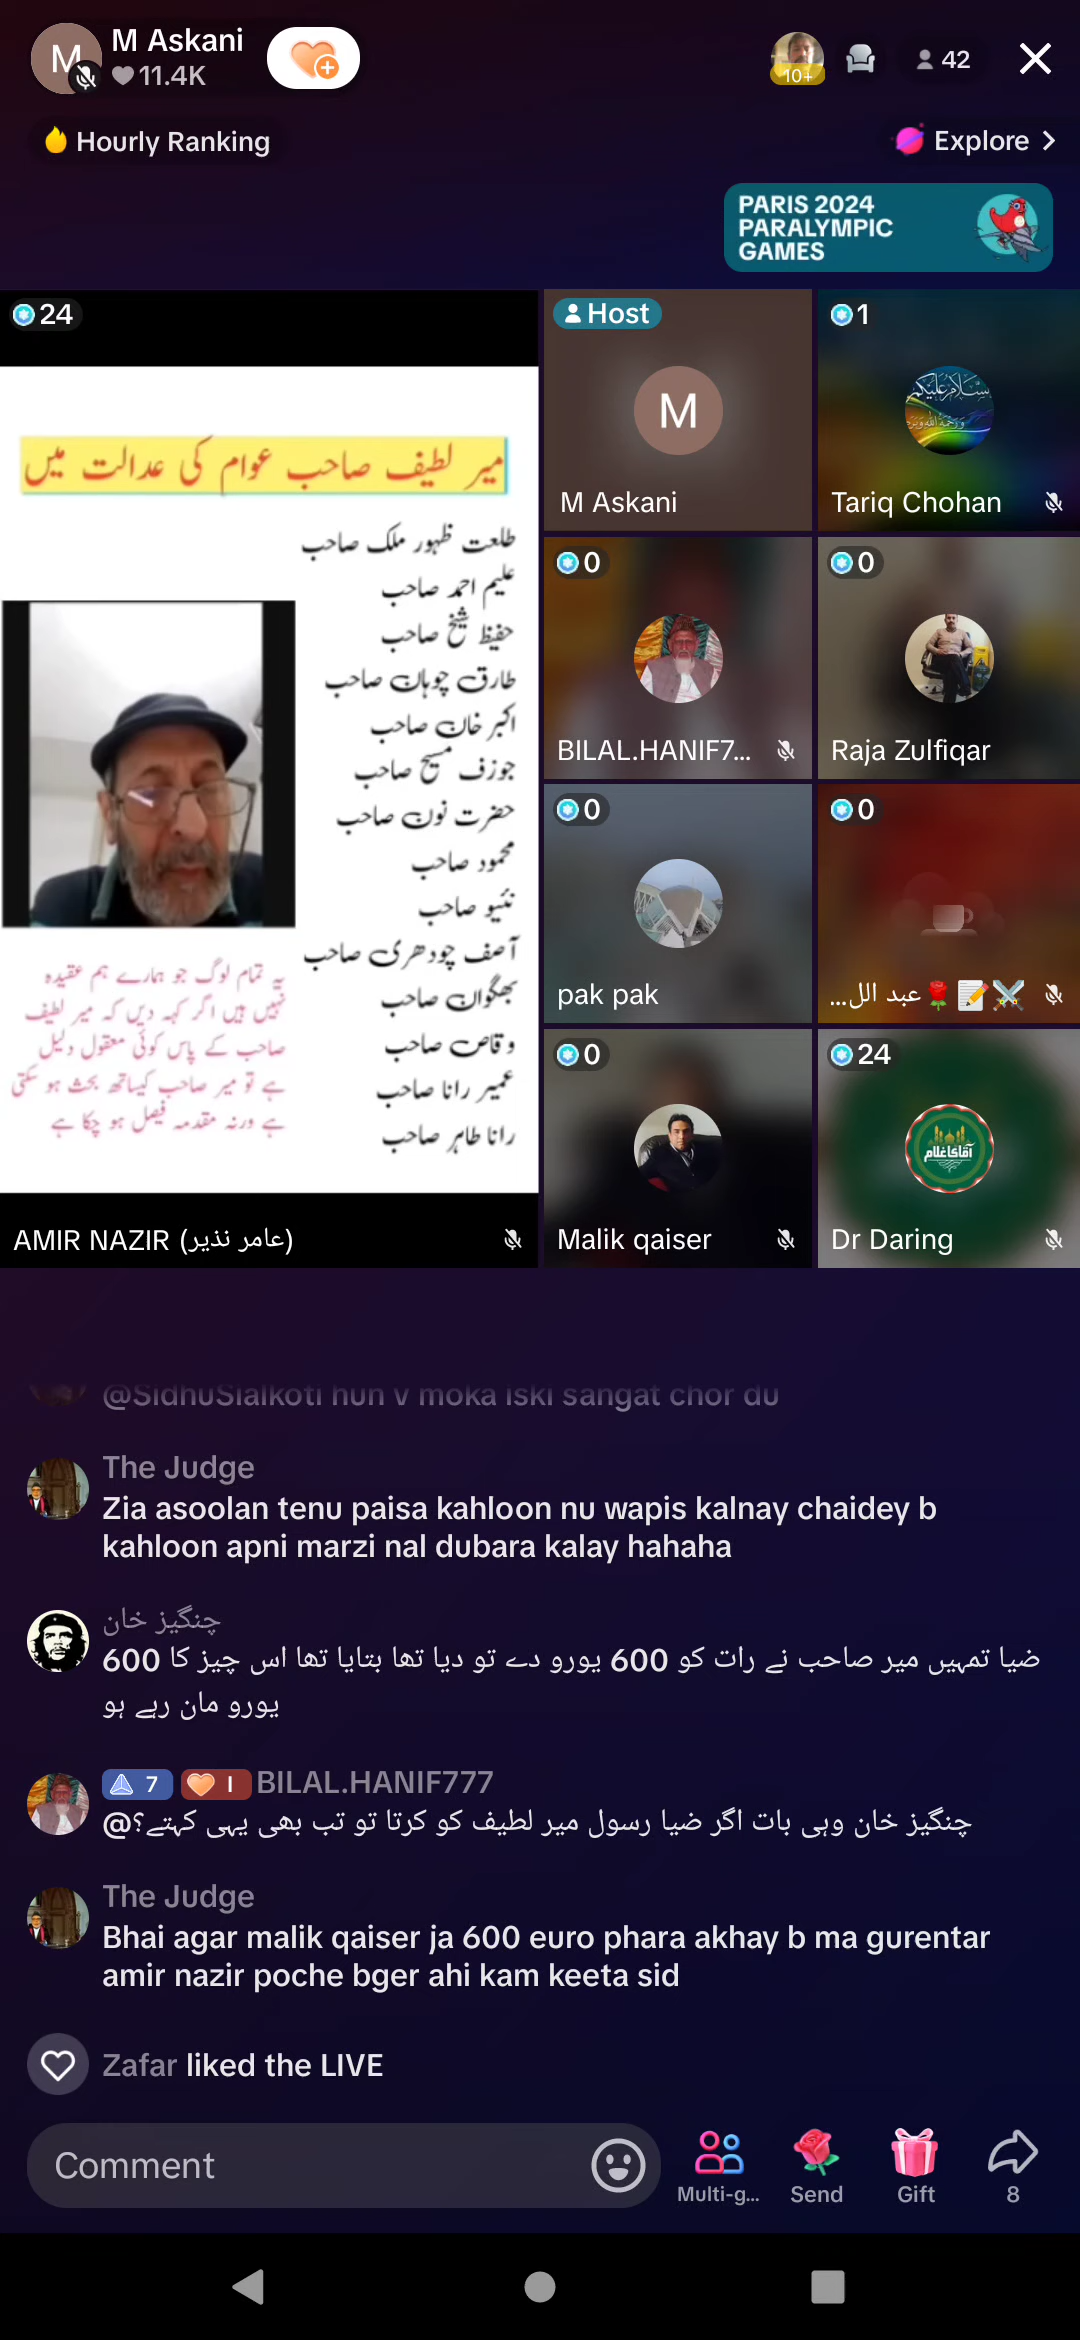 M Askani
11.4K
10+
42
Hourly Ranking
Explore
PARIS 2024
PARALYMPIC
GAMES
24
میر لطیف صاحب عوام کی عدالت میں
طلعت ظہور ملک صاحب
علیم احمد صاحب
حفیظ شیخ صاحب
طارق چوہان صاحب
اکبر خان صاحب
جوزف مسیح صاحب
حضرت نون صاحب
محمود صاحب
نئیو صاحب
آصف چودھری صاحب
بھگوان صاحب
وقاص صاحب
عمیر رانا صاحب
رانا طاہر صاحب
یہ تمام لوگ جو ہمارے ہم عقیدہ
نہیں ہیں اگر کہہ دیں کہ میر لطیف
صاحب کے پاس کوئی معقول دلیل
ہے تو میر صاحب کیساتھ بحث ہو سکتی
ہے ورنہ مقدمہ فیصل ہو چکا ہے
AMIR NAZIR (عامر نذیر)
Host
M
M Askani
1
Tariq Chohan
0
BILAL.HANIF7...
0
Raja Zulfiqar
0
pak pak
0
عبد الل...
0
Malik qaiser
24
آقا کا غلام
Dr Daring
@SidhuSialkoti hun v moka iski sangat chor du
The Judge
Zia asoolan tenu paisa kahloon nu wapis kalnay chaidey b
kahloon apni marzi nal dubara kalay hahaha
چنگیز خان
ضیا تمہیں میر صاحب نے رات کو 600 یورو دے تو دیا تھا بتایا تھا اس چیز کا 600
یورو مان رہے ہو
7 I BILAL.HANIF777
@چنگیز خان وہی بات اگر ضیا رسول میر لطیف کو کرتا تو تب بھی یہی کہتے؟
The Judge
Bhai agar malik qaiser ja 600 euro phara akhay b ma gurentar
amir nazir poche bger ahi kam keeta sid
Zafar liked the LIVE
Comment
Multi-g...
Send
Gift
8